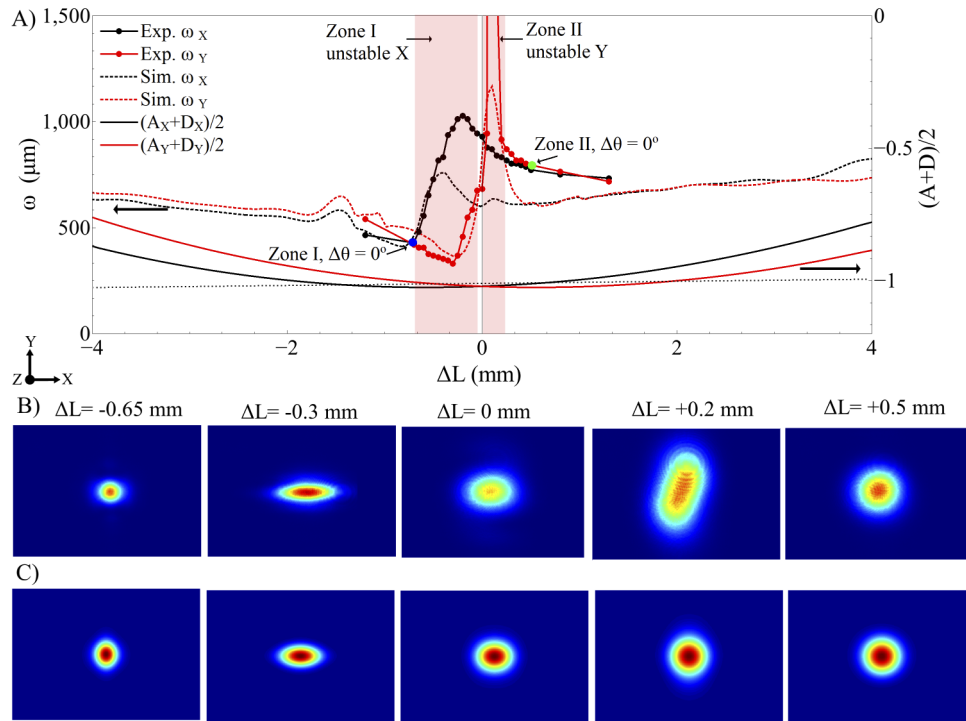 A)
1,500
1,000
500
0
ω (μm)
Exp. ω X
Exp. ω Y
Sim. ω X
Sim. ω Y
(AX+DX)/2
(AY+DY)/2
Zone I
unstable X
Zone II
unstable Y
Zone II, Δθ = 0º
Zone I, Δθ = 0º
0
−0.5
−1
(A+D)/2
−4
−2
0
2
4
ΔL (mm)
Y
Z
X
B)
ΔL= -0.65 mm
ΔL= -0.3 mm
ΔL= 0 mm
ΔL= +0.2 mm
ΔL= +0.5 mm
C)